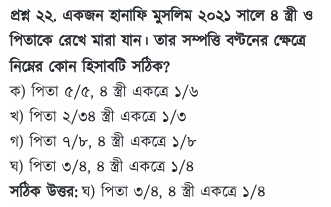 প্রশ্ন ২২. একজন হানাফি মুসলিম ২০২১ সালে ৪ স্ত্রী ও
পিতাকে রেখে মারা যান। তার সম্পত্তি বণ্টনের ক্ষেত্রে
নিম্নের কোন হিসাবটি সঠিক?
ক) পিতা ৫/৫, ৪ স্ত্রী একত্রে ১/৬
খ) পিতা ২/৩৪ স্ত্রী একত্রে ১/৩
গ) পিতা ৭/৮, ৪ স্ত্রী একত্রে ১/৮
ঘ) পিতা ৩/৪, ৪ স্ত্রী একত্রে ১/৪
সঠিক উত্তর: ঘ) পিতা ৩/৪, ৪ স্ত্রী একত্রে ১/৪